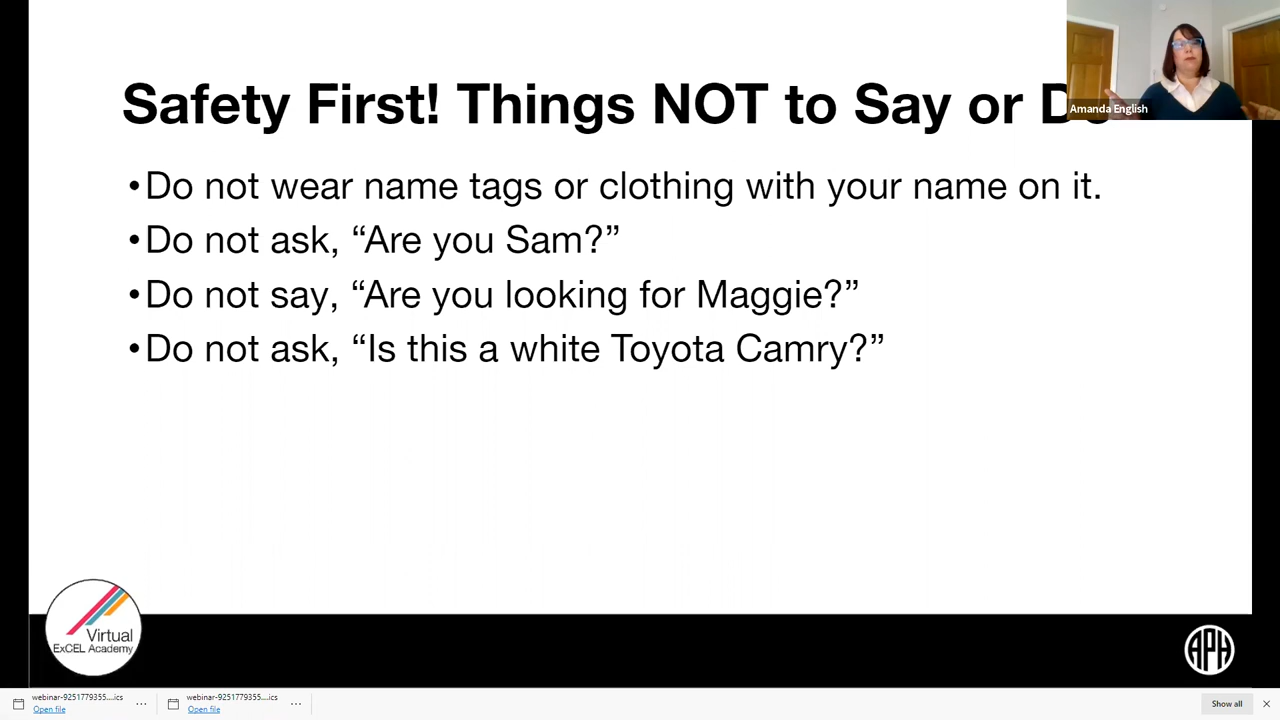 Safety First! Things NOT to Say or Do
Amanda English
•Do not wear name tags or clothing with your name on it.
•Do not ask, “Are you Sam?”
•Do not say, “Are you looking for Maggie?”
•Do not ask, “Is this a white Toyota Camry?”
Virtual
ExCEL Academy
APH
webinar-9251779355....ics
Open file
webinar-9251779355....ics
Open file
Show all